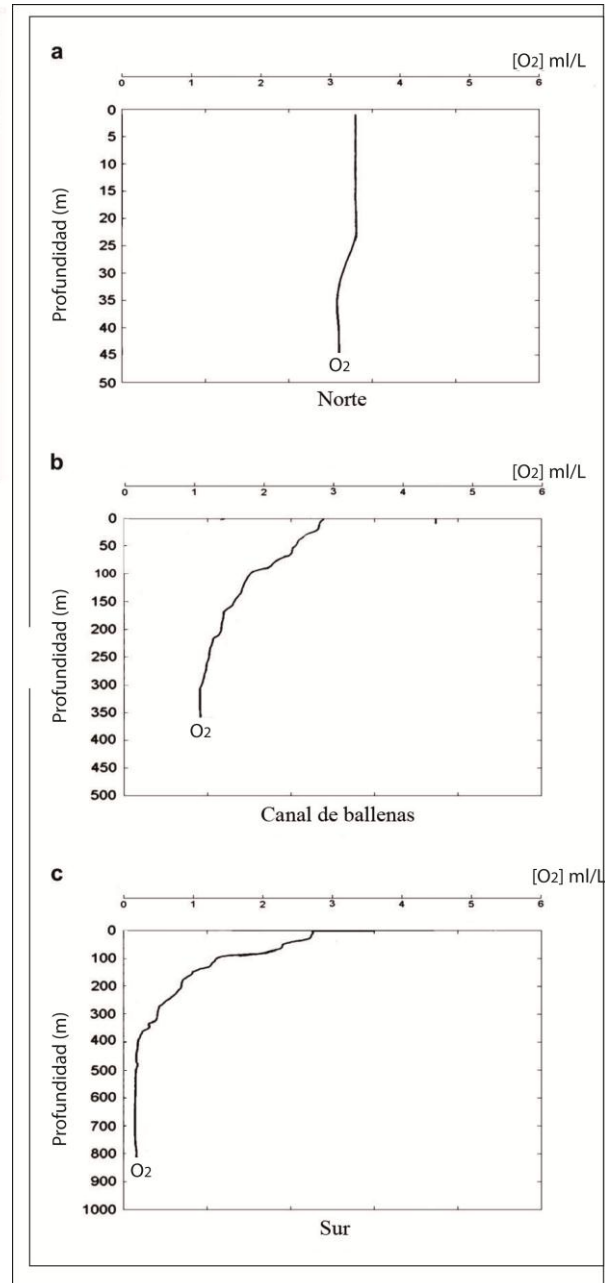 a
[O2] ml/L
0 1 2 3 4 5 6
Profundidad (m)
0
5
10
15
20
25
30
35
40
45
50
O2
Norte
b
[O2] ml/L
0 1 2 3 4 5 6
Profundidad (m)
0
50
100
150
200
250
300
350
400
450
500
O2
Canal de ballenas
c
[O2] ml/L
0 1 2 3 4 5 6
Profundidad (m)
0
100
200
300
400
500
600
700
800
900
1000
O2
Sur